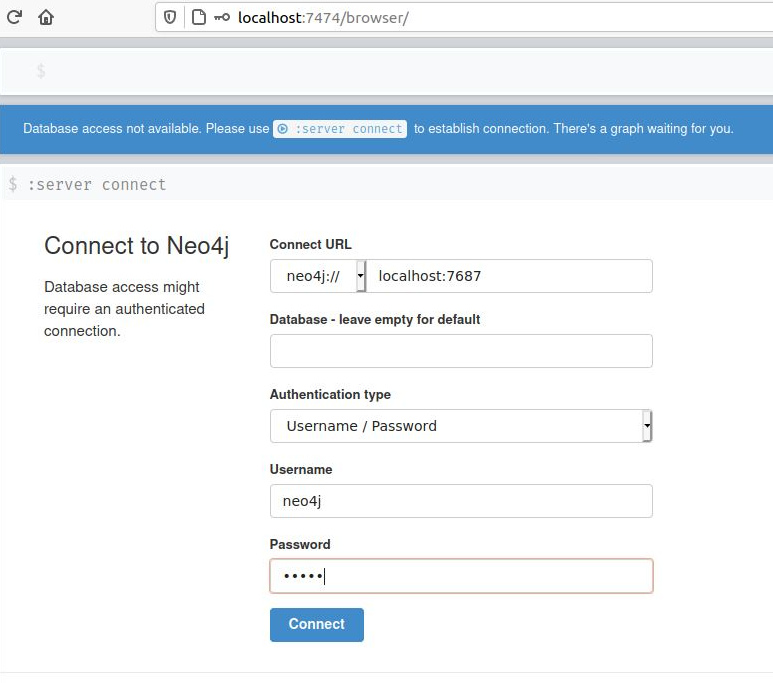 localhost:7474/browser/
$
Database access not available. Please use :server connect to establish connection. There's a graph waiting for you.
$ :server connect
Connect to Neo4j
Database access might
require an authenticated
connection.
Connect URL
neo4j:// localhost:7687
Database - leave empty for default
Authentication type
Username / Password
Username
neo4j
Password
•••••
Connect